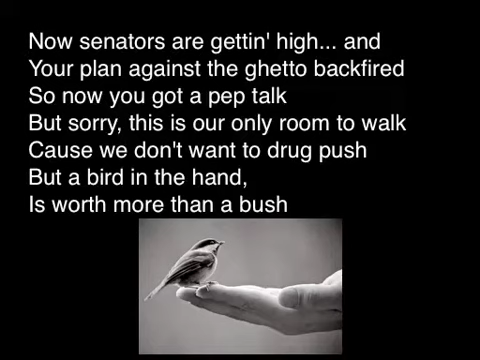 Now senators are gettin' high... and
Your plan against the ghetto backfired
So now you got a pep talk
But sorry, this is our only room to walk
Cause we don't want to drug push
But a bird in the hand,
Is worth more than a bush